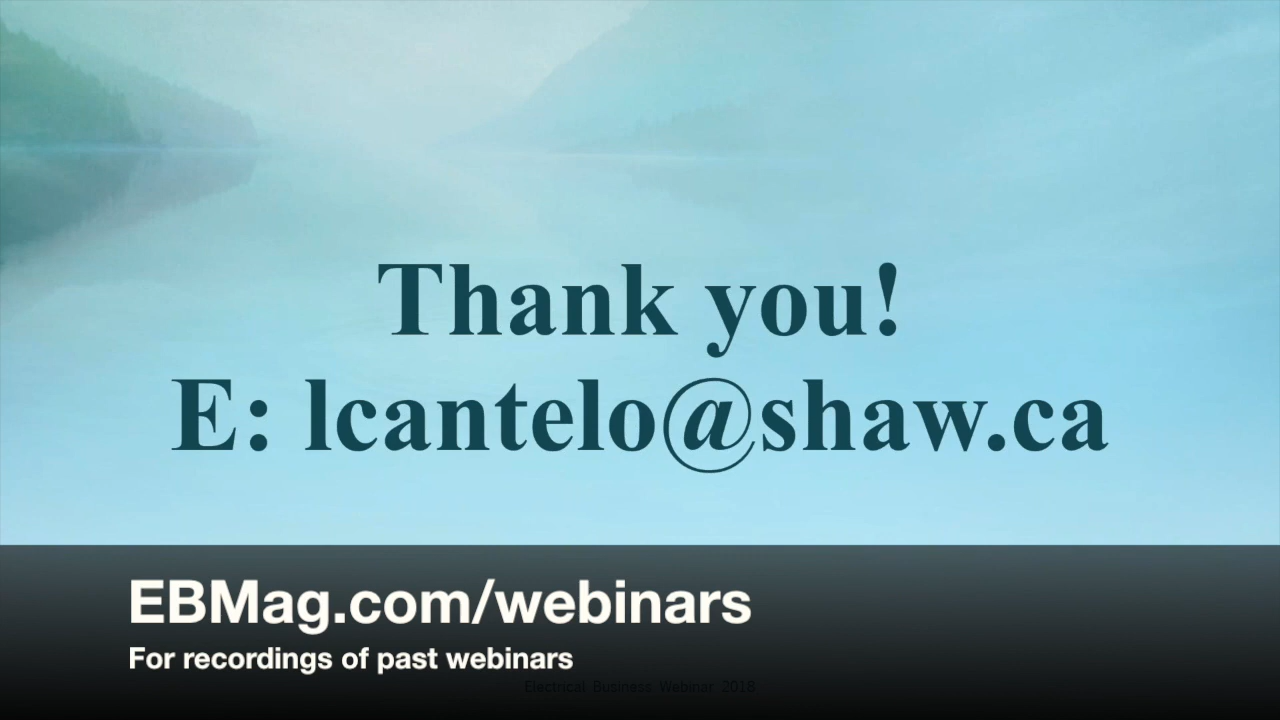 Thank you!
E: lcantelo@shaw.ca
EBMag.com/webinars
For recordings of past webinars
Electrical Business Webinar 2018